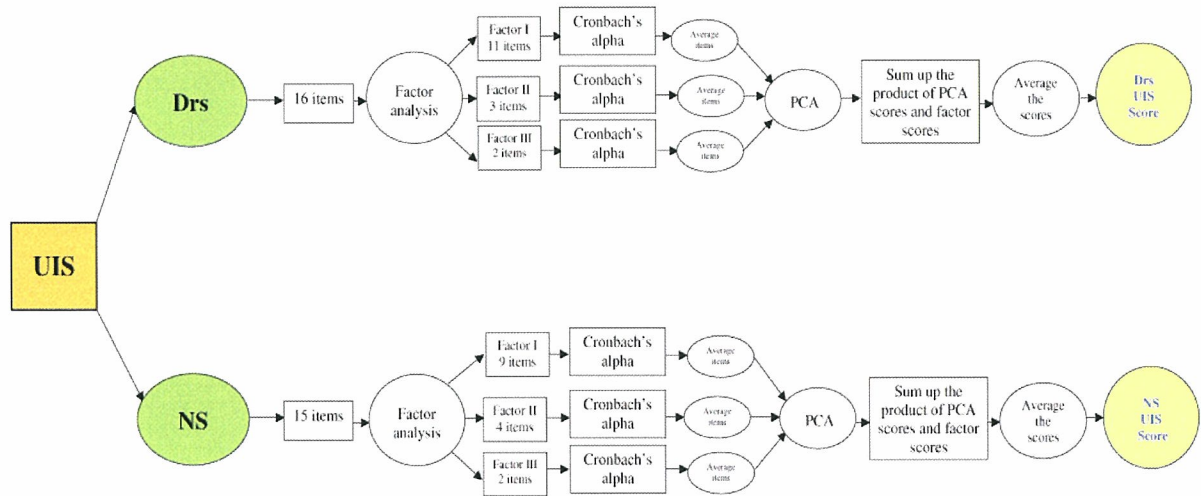 UIS
Drs
16 items
Factor
analysis
Factor I
11 items
Cronbach's
alpha
Average
items
Factor II
3 items
Cronbach's
alpha
Average
items
Factor III
2 items
Cronbach's
alpha
Average
items
PCA
Sum up the
product of PCA
scores and factor
scores
Average
the
scores
Drs
UIS
Score
NS
15 items
Factor
analysis
Factor I
9 items
Cronbach's
alpha
Average
items
Factor II
4 items
Cronbach's
alpha
Average
items
Factor III
2 items
Cronbach's
alpha
Average
items
PCA
Sum up the
product of PCA
scores and factor
scores
Average
the
scores
NS
UIS
Score